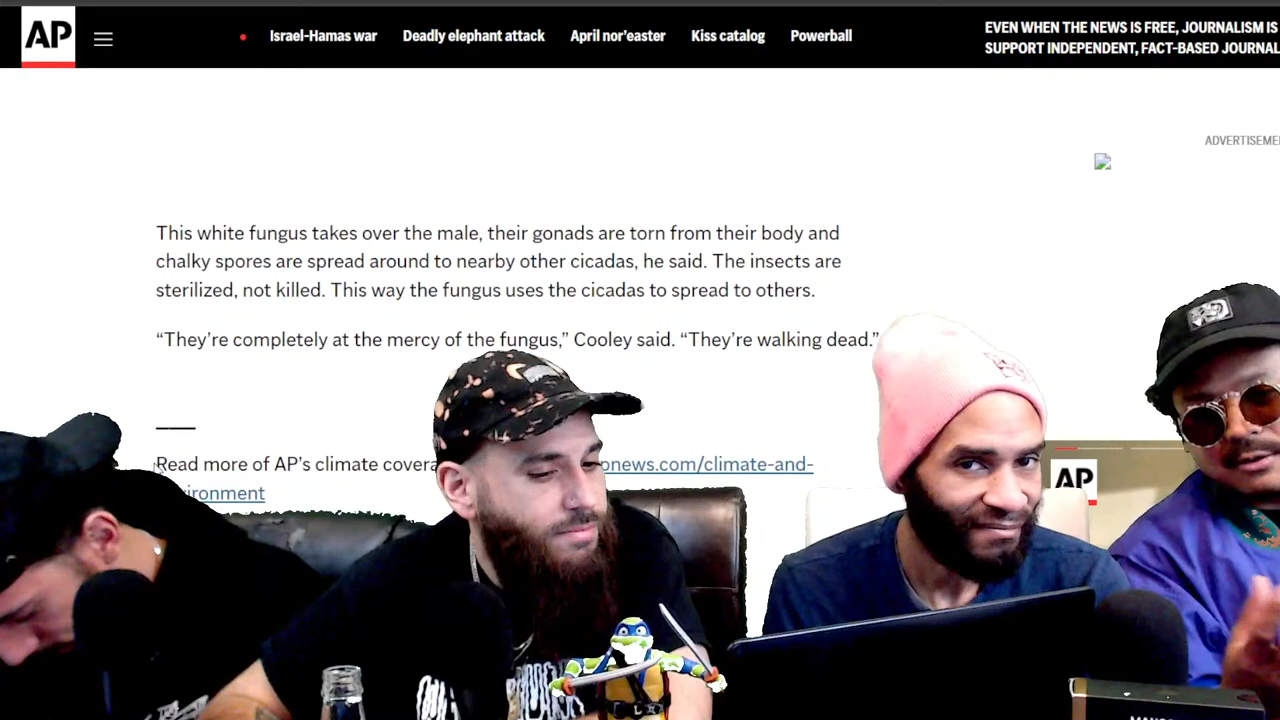 AP
Israel-Hamas war
Deadly elephant attack
April nor'easter
Kiss catalog
Powerball
EVEN WHEN THE NEWS IS FREE, JOURNALISM IS
SUPPORT INDEPENDENT, FACT-BASED JOURNAL
ADVERTISEME
This white fungus takes over the male, their gonads are torn from their body and
chalky spores are spread around to nearby other cicadas, he said. The insects are
sterilized, not killed. This way the fungus uses the cicadas to spread to others.
“They’re completely at the mercy of the fungus,” Cooley said. “They’re walking dead.”
Read more of AP’s climate covera
onews.com/climate-and-
ironment
AP